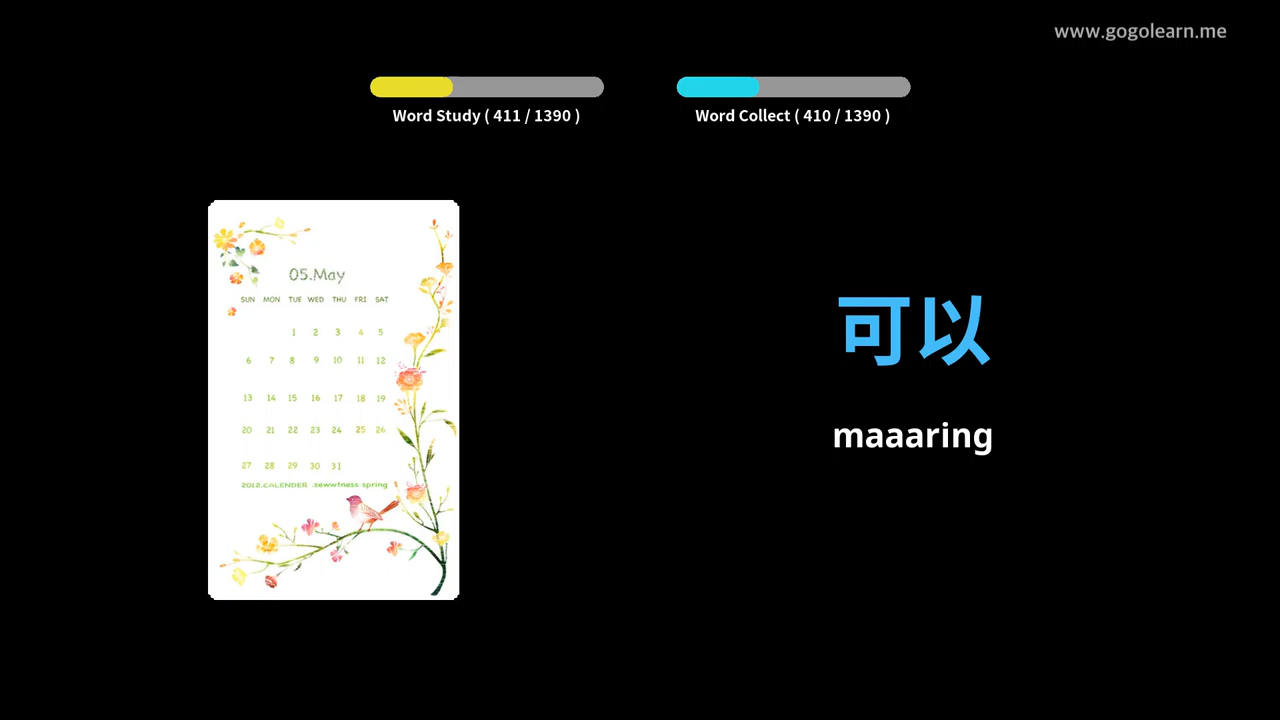 www.gogolearn.me
Word Study ( 411 / 1390 )
Word Collect ( 410 / 1390 )
05.May
SUN MON TUE WED THU FRI SAT
1 2 3 4 5
6 7 8 9 10 11 12
13 14 15 16 17 18 19
20 21 22 23 24 25 26
27 28 29 30 31
2012.CALENDER .sewwtness spring
可以
maaaring